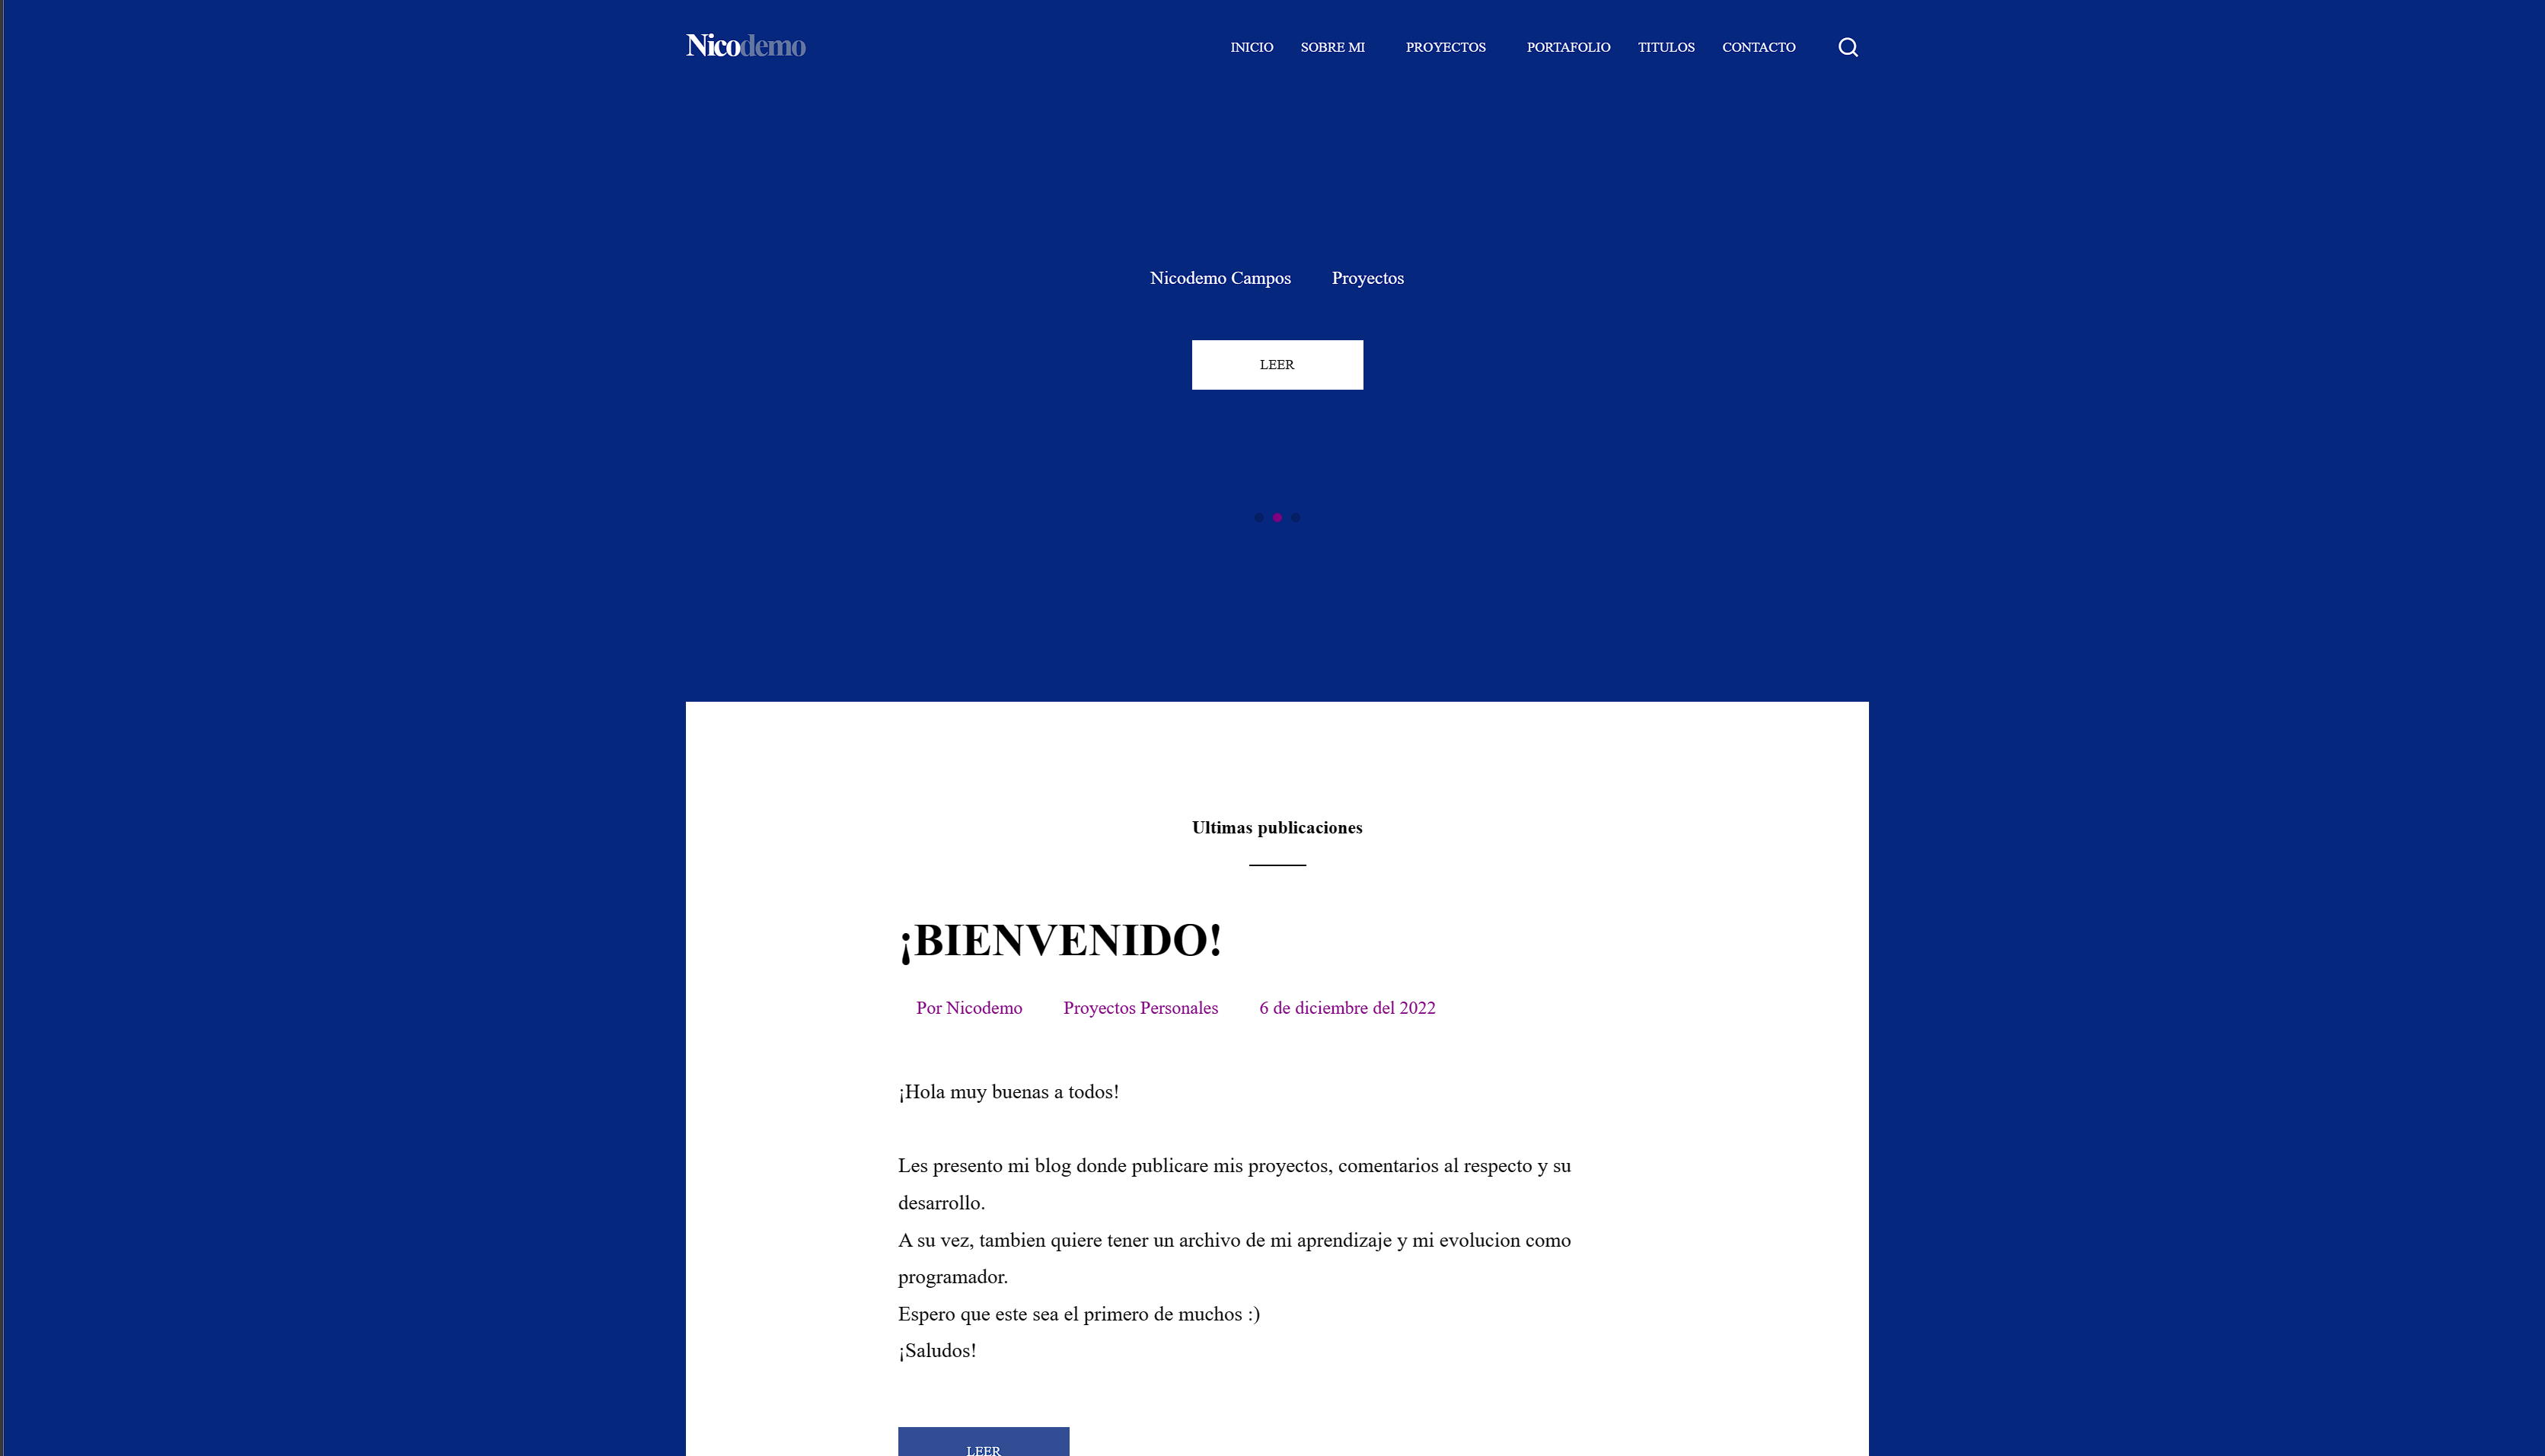 Nicodemo
INICIO SOBRE MI PROYECTOS PORTAFOLIO TITULOS CONTACTO
Nicodemo Campos Proyectos
LEER
Ultimas publicaciones
¡BIENVENIDO!
Por Nicodemo Proyectos Personales 6 de diciembre del 2022
¡Hola muy buenas a todos!
Les presento mi blog donde publicare mis proyectos, comentarios al respecto y su
desarrollo.
A su vez, tambien quiere tener un archivo de mi aprendizaje y mi evolucion como
programador.
Espero que este sea el primero de muchos :)
¡Saludos!
LEER